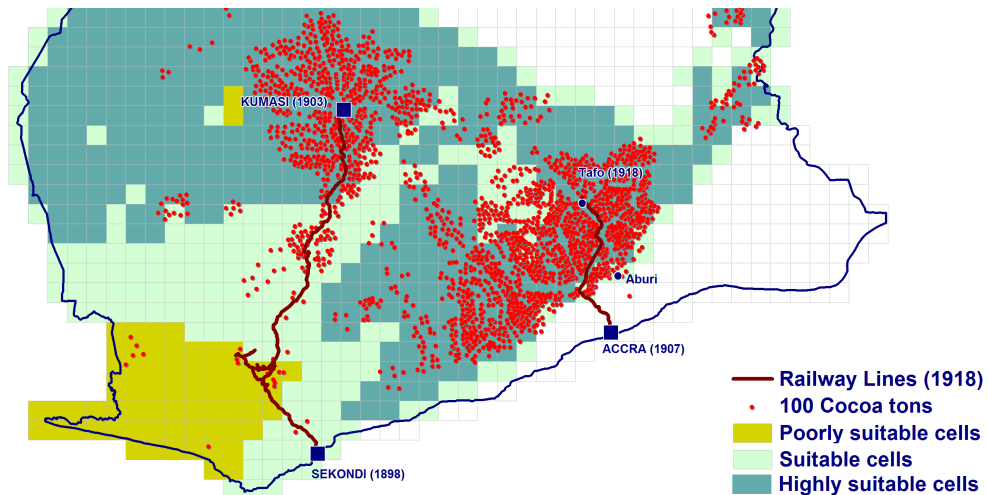 KUMASI (1903)
Tafo (1918)
Aburi
ACCRA (1907)
SEKONDI (1898)
Railway Lines (1918)
100 Cocoa tons
Poorly suitable cells
Suitable cells
Highly suitable cells